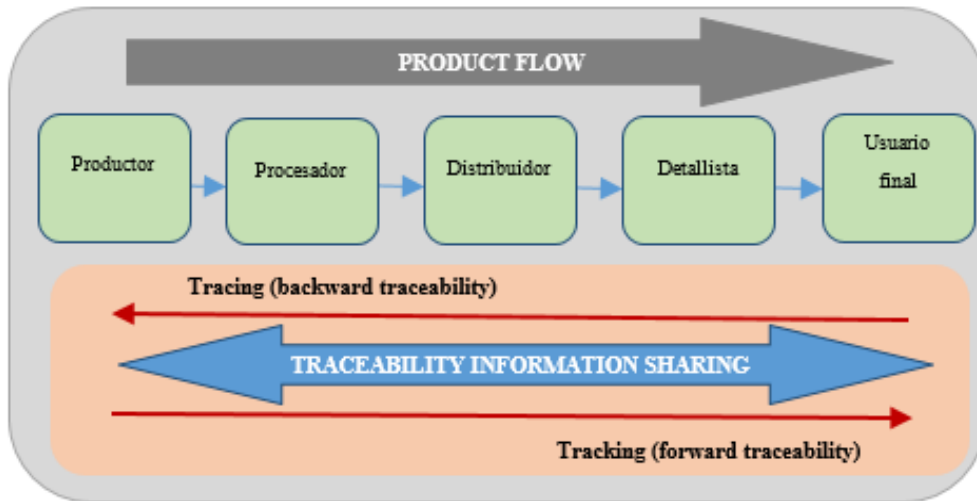 PRODUCT FLOW
Productor
Procesador
Distribuidor
Detallista
Usuario
final
Tracing (backward traceability)
TRACEABILITY INFORMATION SHARING
Tracking (forward traceability)